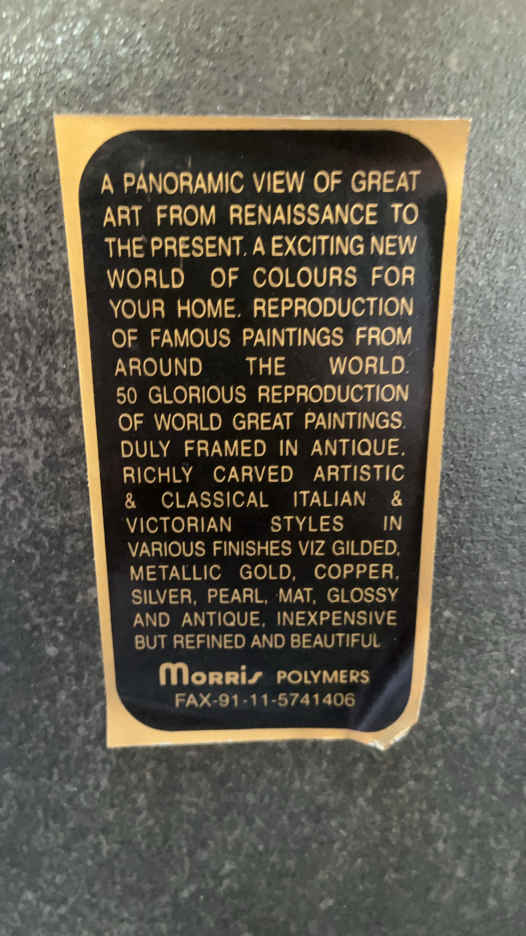 A PANORAMIC VIEW OF GREAT
ART FROM RENAISSANCE TO
THE PRESENT. A EXCITING NEW
WORLD OF COLOURS FOR
YOUR HOME. REPRODUCTION
OF FAMOUS PAINTINGS FROM
AROUND THE WORLD.
50 GLORIOUS REPRODUCTION
OF WORLD GREAT PAINTINGS.
DULY FRAMED IN ANTIQUE,
RICHLY CARVED ARTISTIC
& CLASSICAL ITALIAN &
VICTORIAN STYLES IN
VARIOUS FINISHES VIZ GILDED,
METALLIC GOLD, COPPER,
SILVER, PEARL, MAT, GLOSSY
AND ANTIQUE, INEXPENSIVE
BUT REFINED AND BEAUTIFUL
MORRIS POLYMERS
FAX-91-11-5741406